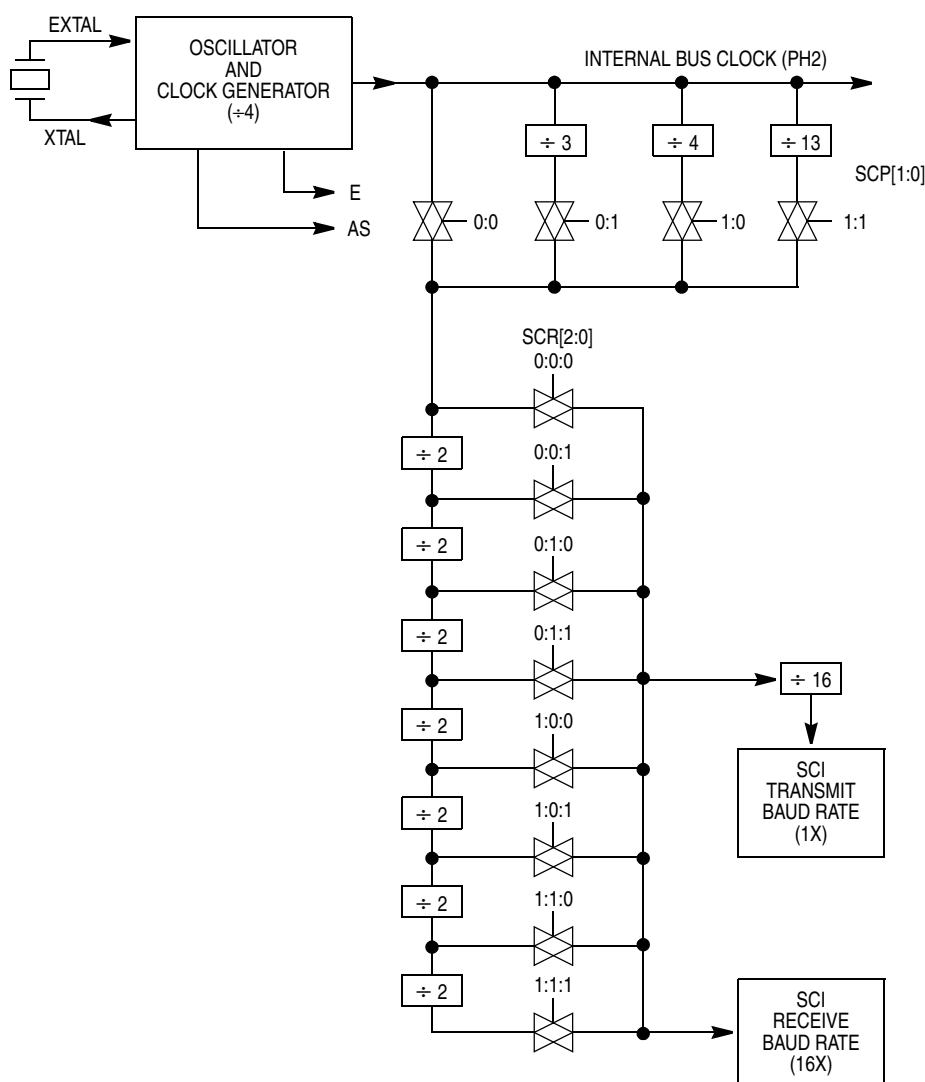 EXTAL
XTAL
OSCILLATOR
AND
CLOCK GENERATOR
(÷4)
E
AS
INTERNAL BUS CLOCK (PH2)
÷ 3
÷ 4
÷ 13
SCP[1:0]
0:0
0:1
1:0
1:1
SCR[2:0]
0:0:0
÷ 2
0:0:1
÷ 2
0:1:0
÷ 2
0:1:1
÷ 2
1:0:0
÷ 2
1:0:1
÷ 2
1:1:0
÷ 2
1:1:1
÷ 16
SCI
TRANSMIT
BAUD RATE
(1X)
SCI
RECEIVE
BAUD RATE
(16X)